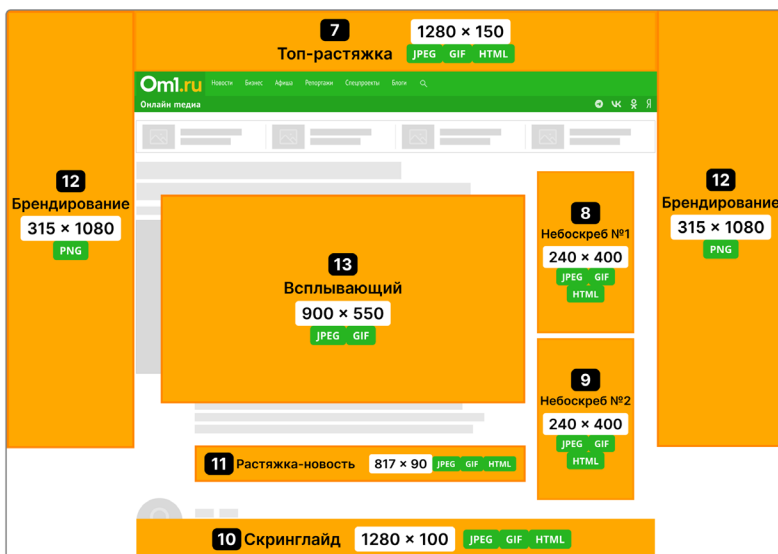 7
1280 × 150
Топ-растяжка
JPEG GIF HTML
Om1.ru
Новости Бизнес Афиша Репортажи Спецпроекты Блоги
Онлайн медиа
12
Брендирование
315 × 1080
PNG
13
Всплывающий
900 × 550
JPEG GIF
8
Небоскреб №1
240 × 400
JPEG GIF
HTML
12
Брендирование
315 × 1080
PNG
9
Небоскреб №2
240 × 400
JPEG GIF
HTML
11 Растяжка-новость 817 × 90 JPEG GIF HTML
10 Скринглайд 1280 × 100 JPEG GIF HTML